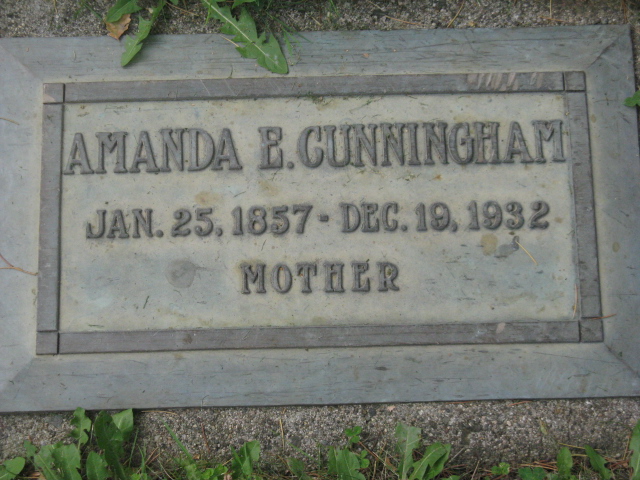 AMANDA E. CUNNINGHAM
JAN. 25, 1857 - DEC. 19, 1932
MOTHER